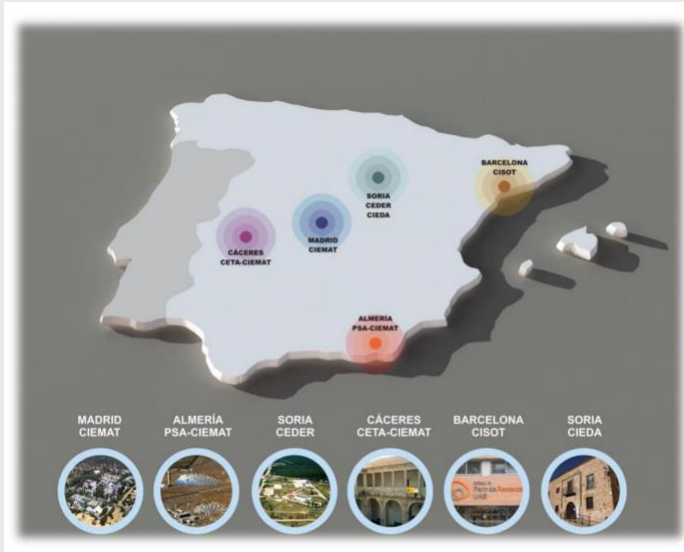 BARCELONA
CISOT
SORIA
CEDER
CIEDA
MADRID
CIEMAT
CÁCERES
CETA-CIEMAT
ALMERÍA
PSA-CIEMAT
MADRID
CIEMAT
ALMERÍA
PSA-CIEMAT
SORIA
CEDER
CÁCERES
CETA-CIEMAT
BARCELONA
CISOT
SORIA
CIEDA
UAB